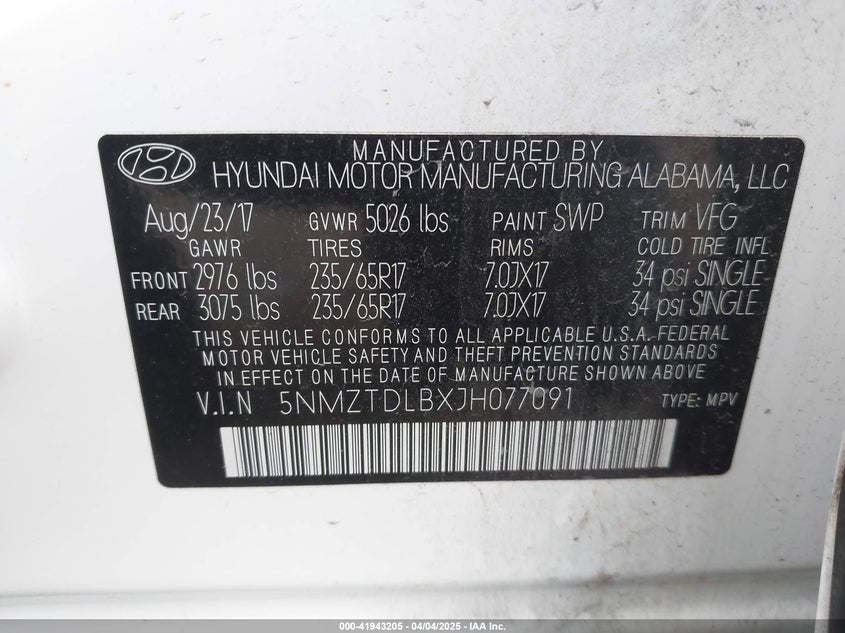 MANUFACTURED BY
HYUNDAI MOTOR MANUFACTURING ALABAMA, LLC
Aug/23/17 GVWR 5026 lbs PAINT SWP TRIM VFG
GAWR TIRES RIMS COLD TIRE INFL
FRONT 2976 lbs 235/65R17 7.0JX17 34 psi SINGLE
REAR 3075 lbs 235/65R17 7.0JX17 34 psi SINGLE
THIS VEHICLE CONFORMS TO ALL APPLICABLE U.S.A. FEDERAL
MOTOR VEHICLE SAFETY AND THEFT PREVENTION STANDARDS
IN EFFECT ON THE DATE OF MANUFACTURE SHOWN ABOVE
V.I.N 5NMZTDLBXJH077091 TYPE: MPV
000-41943205 - 04/04/2025 - IAA Inc.